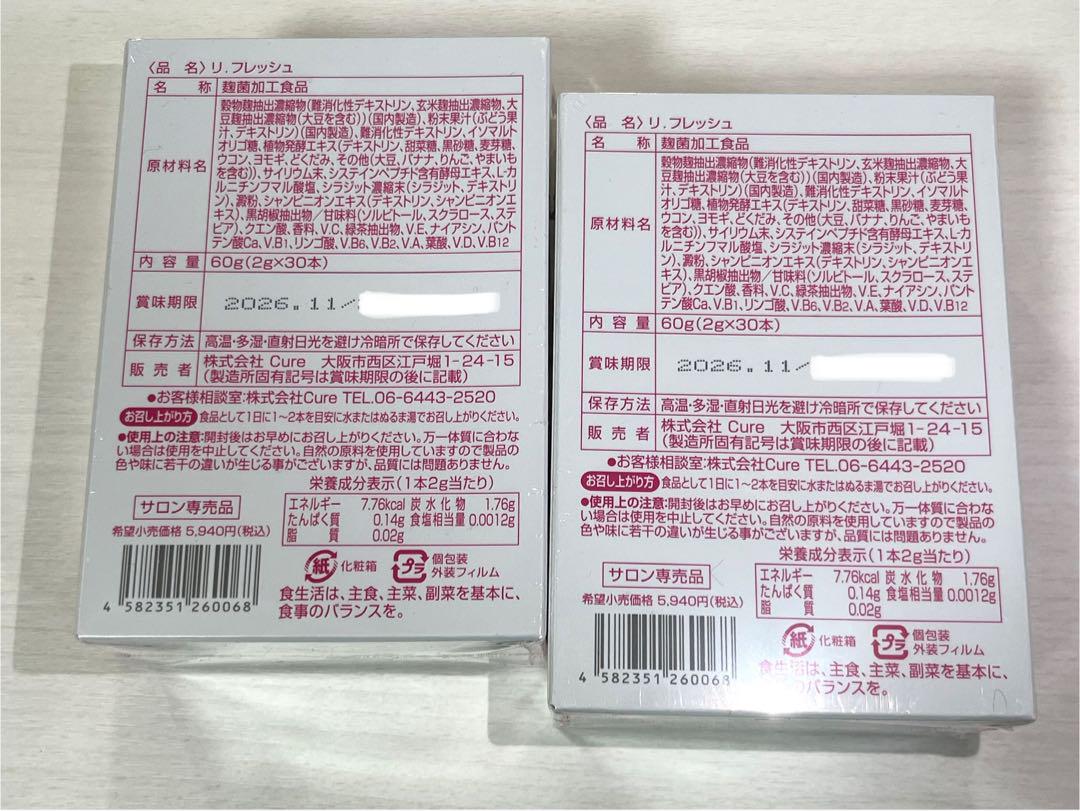 〈品 名〉リ.フレッシュ
名 称 麹菌加工食品
原材料名 穀物麹抽出濃縮物(難消化性デキストリン、玄米麹抽出濃縮物、大
豆麹抽出濃縮物(大豆を含む))(国内製造)、粉末果汁(ぶどう果
汁、デキストリン)(国内製造)、難消化性デキストリン、イソマルト
オリゴ糖、植物発酵エキス(デキストリン、甜菜糖、黒砂糖、麦芽糖、
ウコン、ヨモギ、どくだみ、その他(大豆、バナナ、りんご、やまいも
を含む))、サイリウム末、システインペプチド含有酵母エキス、L-カ
ルニチンフマル酸塩、シラジット濃縮末(シラジット、デキストリ
ン)、澱粉、シャンピニオンエキス(デキストリン、シャンピニオンエ
キス)、黒胡椒抽出物/甘味料(ソルビトール、スクラロース、ステ
ビア)、クエン酸、香料、V.C、緑茶抽出物、V.E、ナイアシン、パント
テン酸Ca、V.B1、リンゴ酸、V.B6、V.B2、V.A、葉酸、V.D、V.B12
内容量 60g(2g×30本)
賞味期限 2026.11/
保存方法 高温・多湿・直射日光を避け冷暗所で保存してください
販売者 株式会社 Cure 大阪市西区江戸堀1-24-15
(製造所固有記号は賞味期限の後に記載)
●お客様相談室:株式会社Cure TEL.06-6443-2520
お召し上がり方 食品として1日に1〜2本を目安に水またはぬるま湯でお召し上がりください。
●使用上の注意:開封後はお早めにお召し上がりください。万一体質に合わな
い場合は使用を中止してください。自然の原料を使用していますので製品の
色や味に若干の違いが生じる事がございますが、品質には問題ありません。
栄養成分表示(1本2g当たり)
サロン専売品
希望小売価格 5,940円(税込)
エネルギー 7.76kcal 炭水化物 1.76g
たんぱく質 0.14g 食塩相当量 0.0012g
脂質 0.02g
紙 化粧箱 プラ 個包装
外装フィルム
4 582351 260068
食生活は、主食、主菜、副菜を基本に、
食事のバランスを。
〈品 名〉リ.フレッシュ
名 称 麹菌加工食品
原材料名 穀物麹抽出濃縮物(難消化性デキストリン、玄米麹抽出濃縮物、大
豆麹抽出濃縮物(大豆を含む))(国内製造)、粉末果汁(ぶどう果
汁、デキストリン)(国内製造)、難消化性デキストリン、イソマルト
オリゴ糖、植物発酵エキス(デキストリン、甜菜糖、黒砂糖、麦芽糖、
ウコン、ヨモギ、どくだみ、その他(大豆、バナナ、りんご、やまいも
を含む))、サイリウム末、システインペプチド含有酵母エキス、L-カ
ルニチンフマル酸塩、シラジット濃縮末(シラジット、デキストリ
ン)、澱粉、シャンピニオンエキス(デキストリン、シャンピニオンエ
キス)、黒胡椒抽出物/甘味料(ソルビトール、スクラロース、ステ
ビア)、クエン酸、香料、V.C、緑茶抽出物、V.E、ナイアシン、パント
テン酸Ca、V.B1、リンゴ酸、V.B6、V.B2、V.A、葉酸、V.D、V.B12
内容量 60g(2g×30本)
賞味期限 2026.11/
保存方法 高温・多湿・直射日光を避け冷暗所で保存してください
販売者 株式会社 Cure 大阪市西区江戸堀1-24-15
(製造所固有記号は賞味期限の後に記載)
●お客様相談室:株式会社Cure TEL.06-6443-2520
お召し上がり方 食品として1日に1〜2本を目安に水またはぬるま湯でお召し上がりください。
●使用上の注意:開封後はお早めにお召し上がりください。万一体質に合わな
い場合は使用を中止してください。自然の原料を使用していますので製品の
色や味に若干の違いが生じる事がございますが、品質には問題ありません。
栄養成分表示(1本2g当たり)
サロン専売品
希望小売価格 5,940円(税込)
エネルギー 7.76kcal 炭水化物 1.76g
たんぱく質 0.14g 食塩相当量 0.0012g
脂質 0.02g
紙 化粧箱 プラ 個包装
外装フィルム
4 582351 260068
食生活は、主食、主菜、副菜を基本に、
のバランスを。